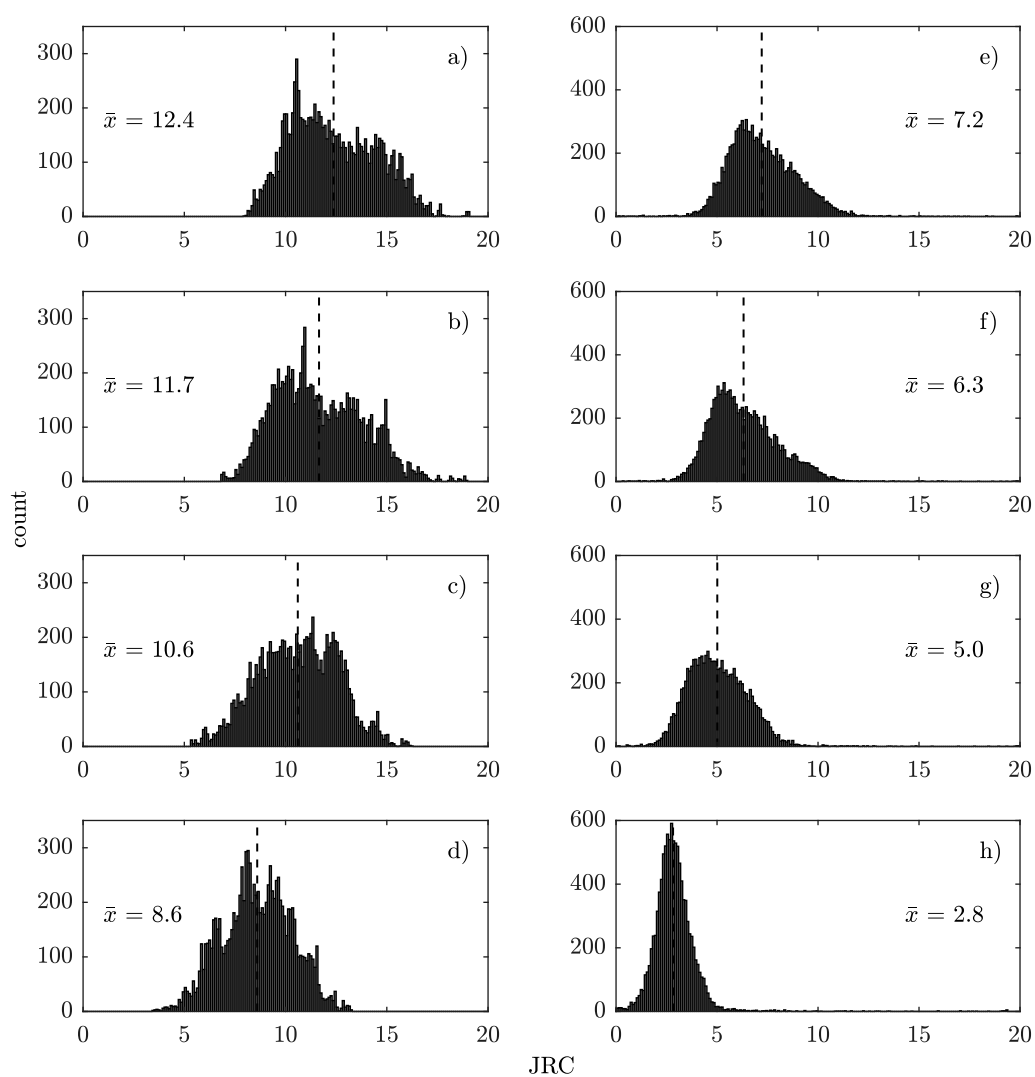 a)
x̄ = 12.4
300
200
100
0
0 5 10 15 20
e)
x̄ = 7.2
600
400
200
0
0 5 10 15 20
b)
x̄ = 11.7
300
200
100
0
0 5 10 15 20
f)
x̄ = 6.3
600
400
200
0
0 5 10 15 20
count
c)
x̄ = 10.6
300
200
100
0
0 5 10 15 20
g)
x̄ = 5.0
600
400
200
0
0 5 10 15 20
d)
x̄ = 8.6
300
200
100
0
0 5 10 15 20
h)
x̄ = 2.8
600
400
200
0
0 5 10 15 20
JRC